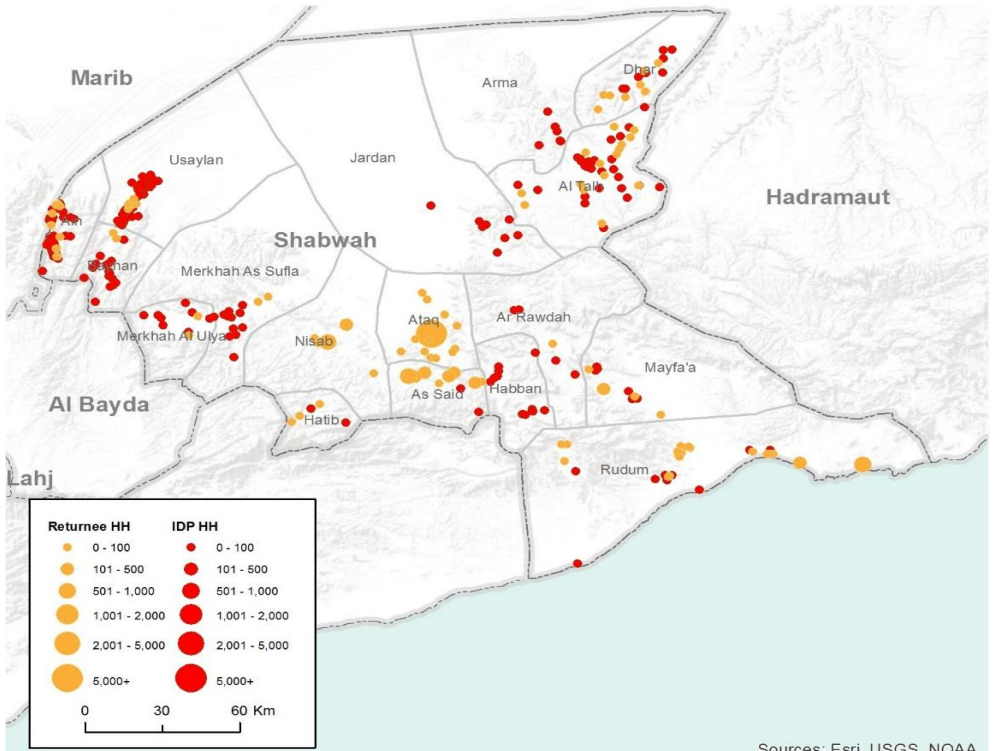 Marib
Arma
Dhar
Usaylan
Jardan
Al Talh
Hadramaut
Ain
Shabwah
Bayhan
Merkhah As Sufla
Ataq
Ar Rawdah
Merkhah Al Ulya
Nisab
Mayfa'a
Al Bayda
As Said
Habban
Hatib
Rudum
Lahj
Returnee HH IDP HH
0 - 100 0 - 100
101 - 500 101 - 500
501 - 1,000 501 - 1,000
1,001 - 2,000 1,001 - 2,000
2,001 - 5,000 2,001 - 5,000
5,000+ 5,000+
0 30 60 Km
Sources: Esri, USGS, NOAA